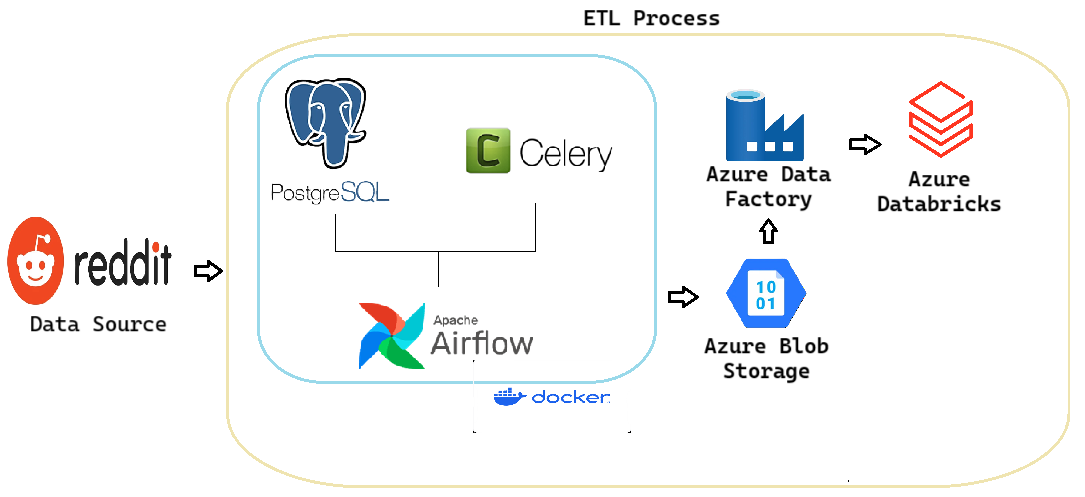 ETL Process
PostgreSQL
C Celery
reddit
Data Source
Apache
Airflow
docker
Azure Data
Factory
Azure
Databricks
10
01
Azure Blob
Storage